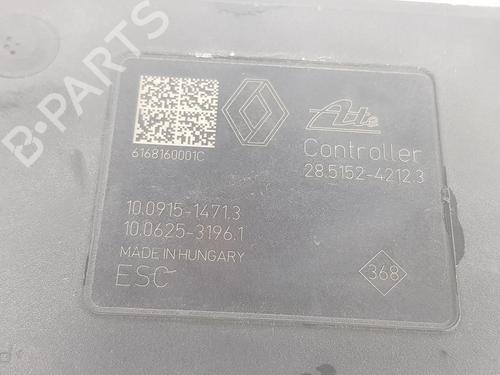 B-PARTS
Ate
6168160001C
Controller
28.5152-4212.3
10.0915-1471.3
10.0625-3196.1
MADE IN HUNGARY
ESC
368